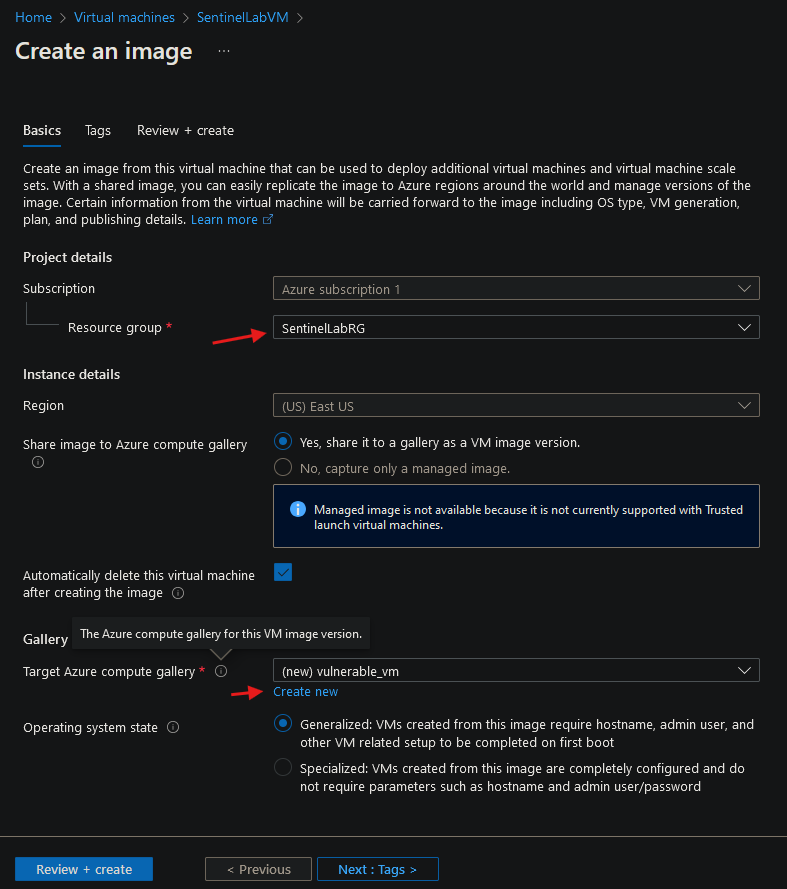 Home > Virtual machines > SentinelLabVM >
Create an image ...
Basics Tags Review + create
Create an image from this virtual machine that can be used to deploy additional virtual machines and virtual machine scale
sets. With a shared image, you can easily replicate the image to Azure regions around the world and manage versions of the
image. Certain information from the virtual machine will be carried forward to the image including OS type, VM generation,
plan, and publishing details. Learn more
Project details
Subscription
Azure subscription 1
Resource group *
SentinelLabRG
Instance details
Region
(US) East US
Share image to Azure compute gallery
Yes, share it to a gallery as a VM image version.
No, capture only a managed image.
Managed image is not available because it is not currently supported with Trusted
launch virtual machines.
Automatically delete this virtual machine
after creating the image
Gallery
The Azure compute gallery for this VM image version.
Target Azure compute gallery *
(new) vulnerable_vm
Create new
Operating system state
Generalized: VMs created from this image require hostname, admin user, and
other VM related setup to be completed on first boot
Specialized: VMs created from this image are completely configured and do
not require parameters such as hostname and admin user/password
Review + create
< Previous
Next : Tags >